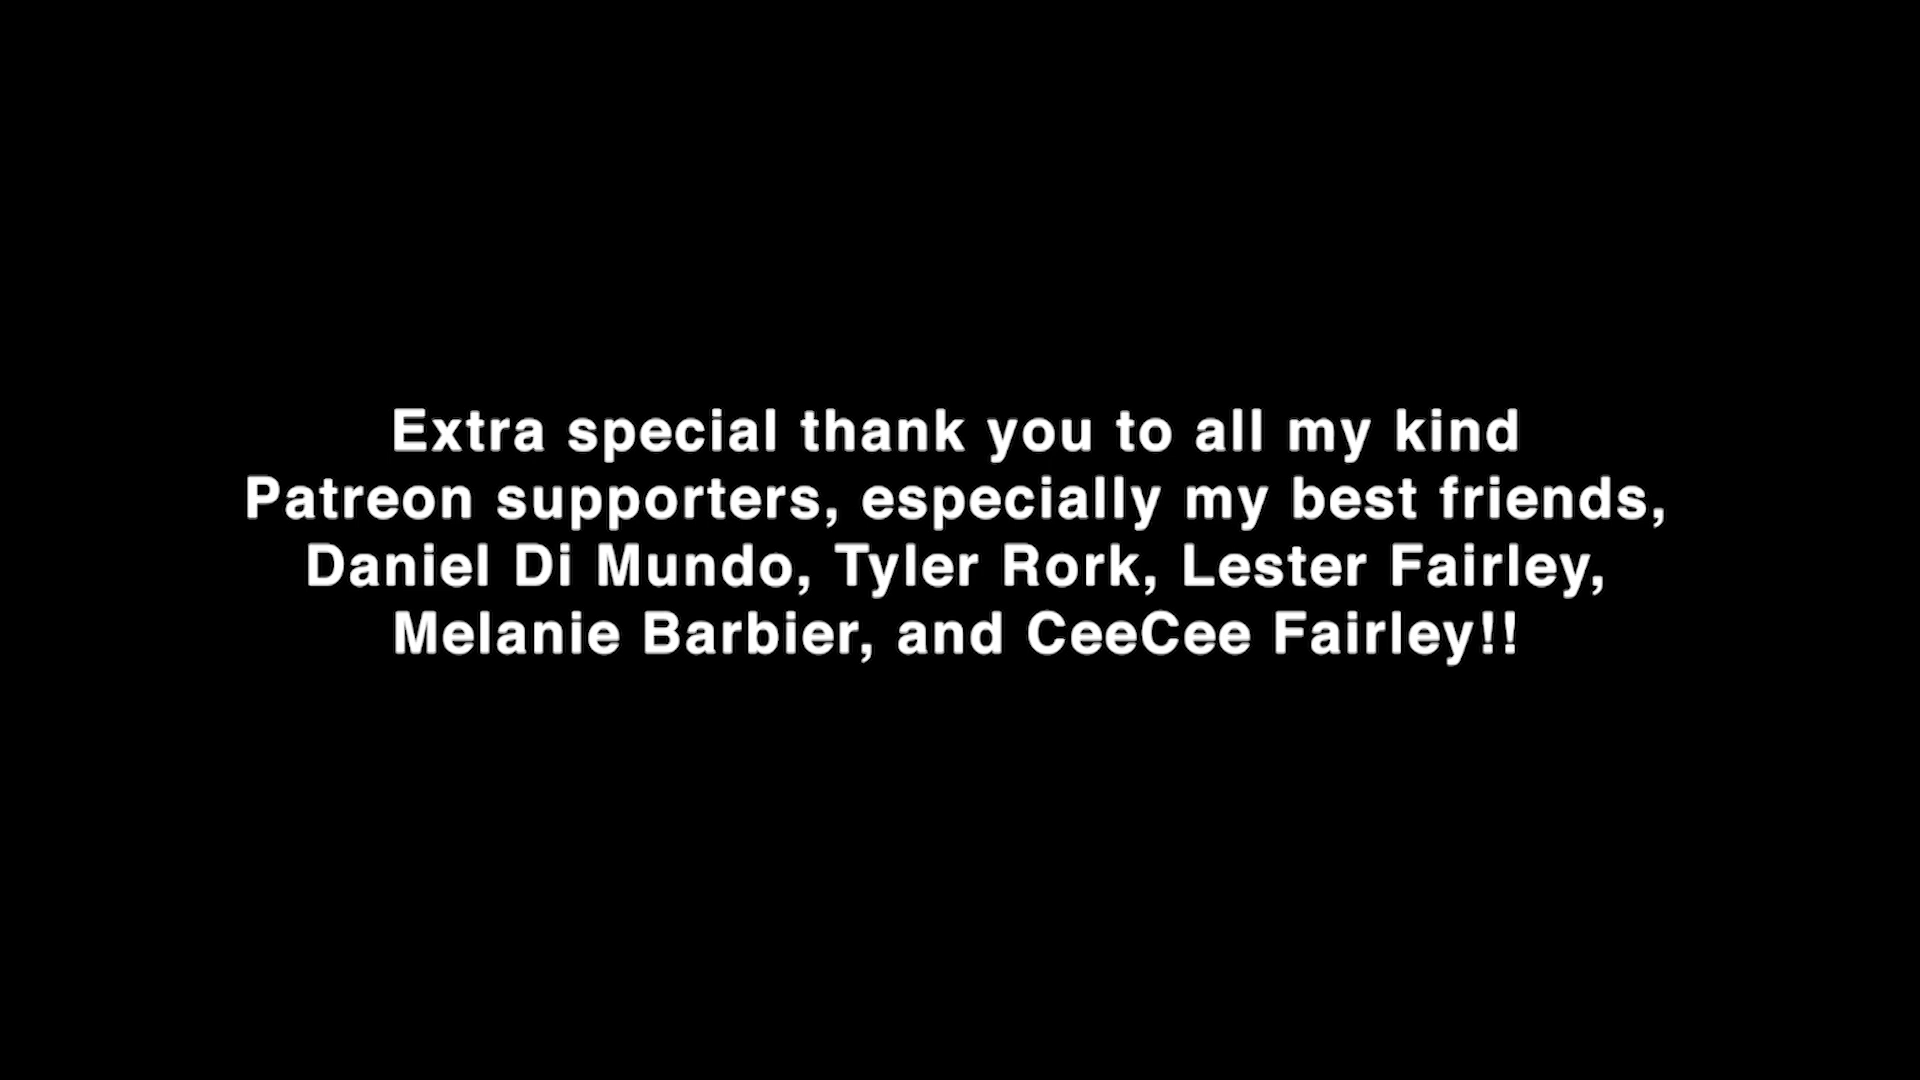 Extra special thank you to all my kind
Patreon supporters, especially my best friends,
Daniel Di Mundo, Tyler Rork, Lester Fairley,
Melanie Barbier, and CeeCee Fairley!!